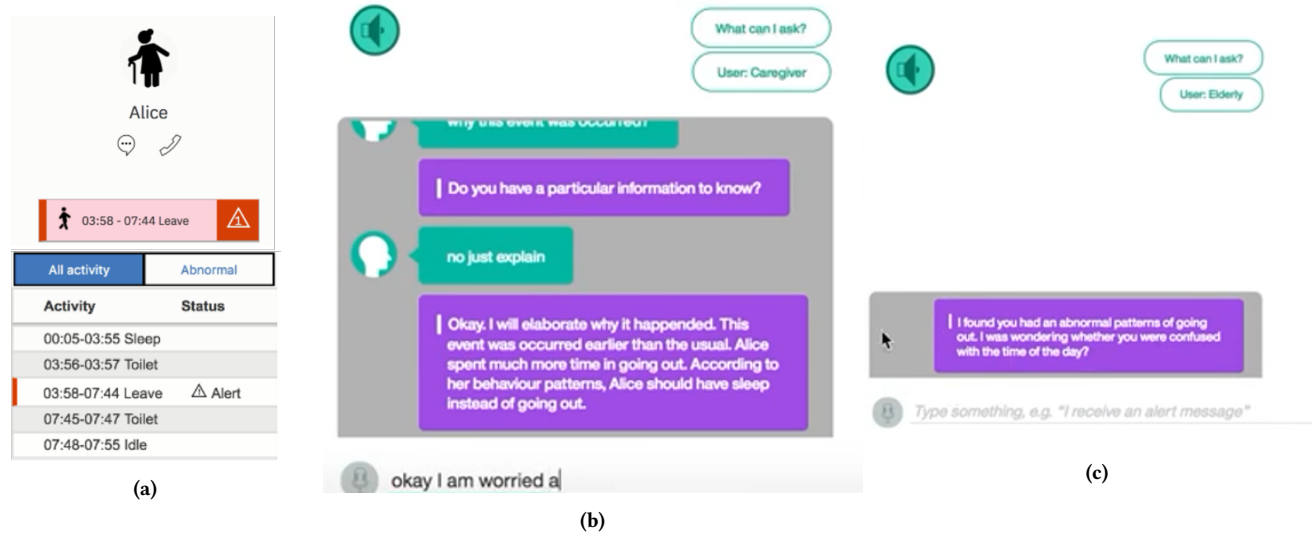 Alice
03:58 - 07:44 Leave
1
All activity
Abnormal
Activity Status
00:05-03:55 Sleep
03:56-03:57 Toilet
03:58-07:44 Leave Alert
07:45-07:47 Toilet
07:48-07:55 Idle
(a)
What can I ask?
User: Caregiver
why this event was occurred?
Do you have a particular information to know?
no just explain
Okay. I will elaborate why it happended. This
event was occurred earlier than the usual. Alice
spent much more time in going out. According to
her behaviour patterns, Alice should have sleep
instead of going out.
okay I am worried a
(b)
What can I ask?
User: Elderly
I found you had an abnormal patterns of going
out. I was wondering whether you were confused
with the time of the day?
Type something, e.g. "I receive an alert message"
(c)